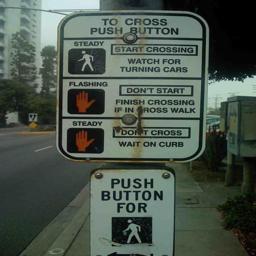 TO CROSS
PUSH BUTTON
STEADY
START CROSSING
WATCH FOR
TURNING CARS
FLASHING
DON'T START
FINISH CROSSING
IF IN CROSS WALK
STEADY
DON'T CROSS
WAIT ON CURB
PUSH
BUTTON
FOR